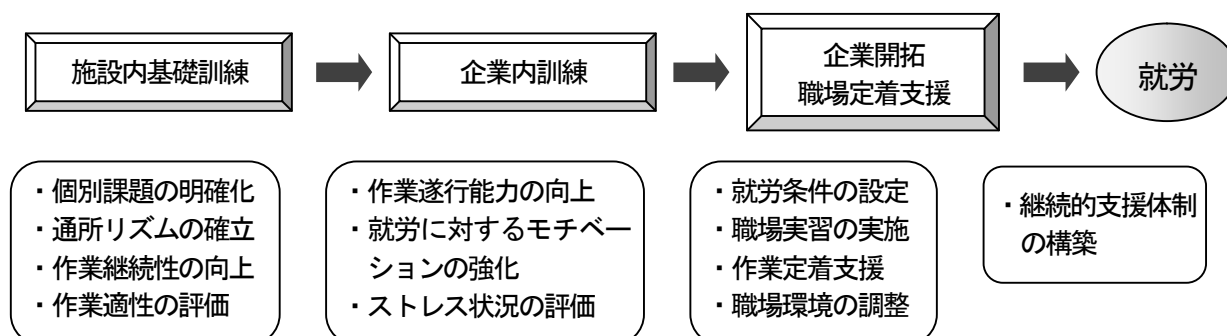 施設内基礎訓練
企業内訓練
企業開拓
職場定着支援
就労
・個別課題の明確化
・通所リズムの確立
・作業継続性の向上
・作業適性の評価
・作業遂行能力の向上
・就労に対するモチベー
ションの強化
・ストレス状況の評価
・就労条件の設定
・職場実習の実施
・作業定着支援
・職場環境の調整
・継続的支援体制
の構築